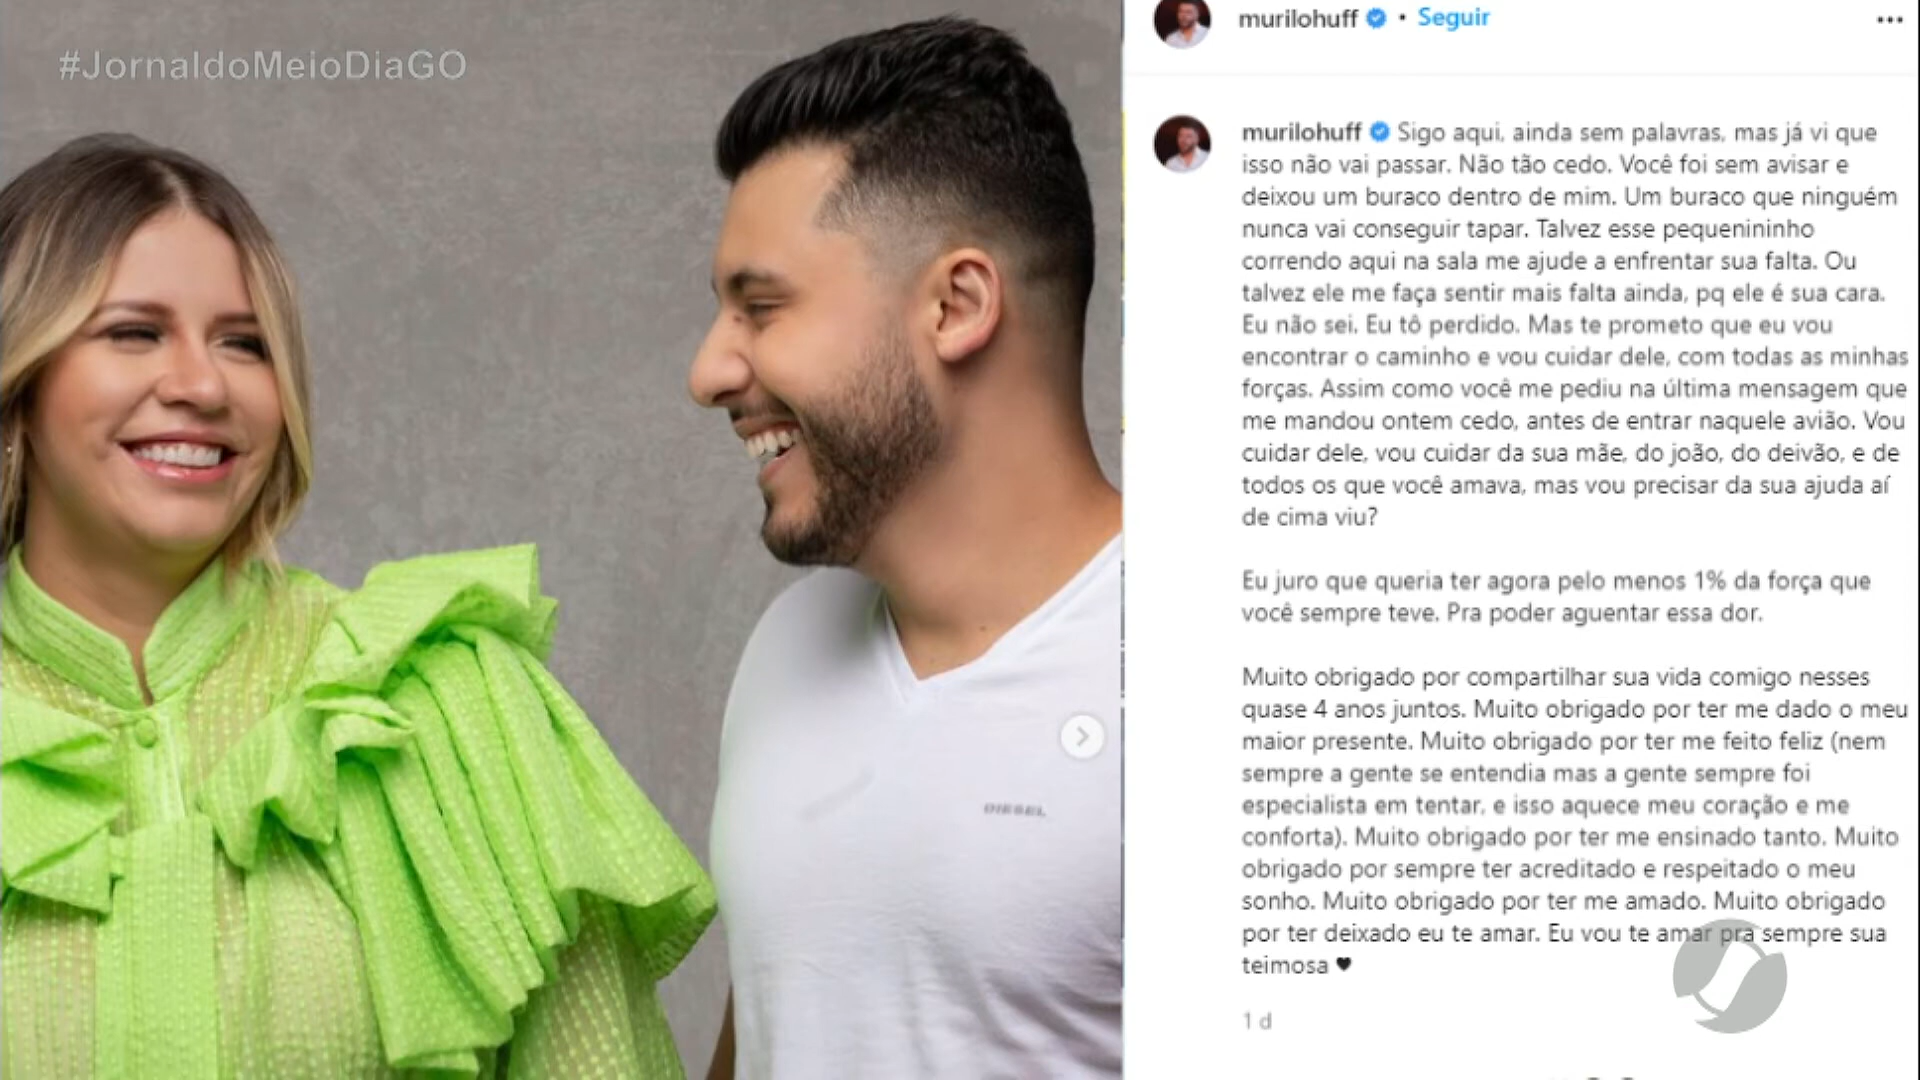 #JornaldoMeioDiaGO
murilohuff • Seguir
murilohuff Sigo aqui, ainda sem palavras, mas já vi que
isso não vai passar. Não tão cedo. Você foi sem avisar e
deixou um buraco dentro de mim. Um buraco que ninguém
nunca vai conseguir tapar. Talvez esse pequenininho
correndo aqui na sala me ajude a enfrentar sua falta. Ou
talvez ele me faça sentir mais falta ainda, pq ele é sua cara.
Eu não sei. Eu tô perdido. Mas te prometo que eu vou
encontrar o caminho e vou cuidar dele, com todas as minhas
forças. Assim como você me pediu na última mensagem que
me mandou ontem cedo, antes de entrar naquele avião. Vou
cuidar dele, vou cuidar da sua mãe, do joão, do deivão, e de
todos os que você amava, mas vou precisar da sua ajuda aí
de cima viu?
Eu juro que queria ter agora pelo menos 1% da força que
você sempre teve. Pra poder aguentar essa dor.
Muito obrigado por compartilhar sua vida comigo nesses
quase 4 anos juntos. Muito obrigado por ter me dado o meu
maior presente. Muito obrigado por ter me feito feliz (nem
sempre a gente se entendia mas a gente sempre foi
especialista em tentar, e isso aquece meu coração e me
conforta). Muito obrigado por ter me ensinado tanto. Muito
obrigado por sempre ter acreditado e respeitado o meu
sonho. Muito obrigado por ter me amado. Muito obrigado
por ter deixado eu te amar. Eu vou te amar pra sempre sua
teimosa ♥
1 d
DIESEL